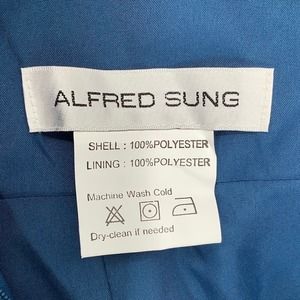 ALFRED SUNG
SHELL : 100%POLYESTER
LINING : 100%POLYESTER
Machine Wash Cold
Dry-clean if needed